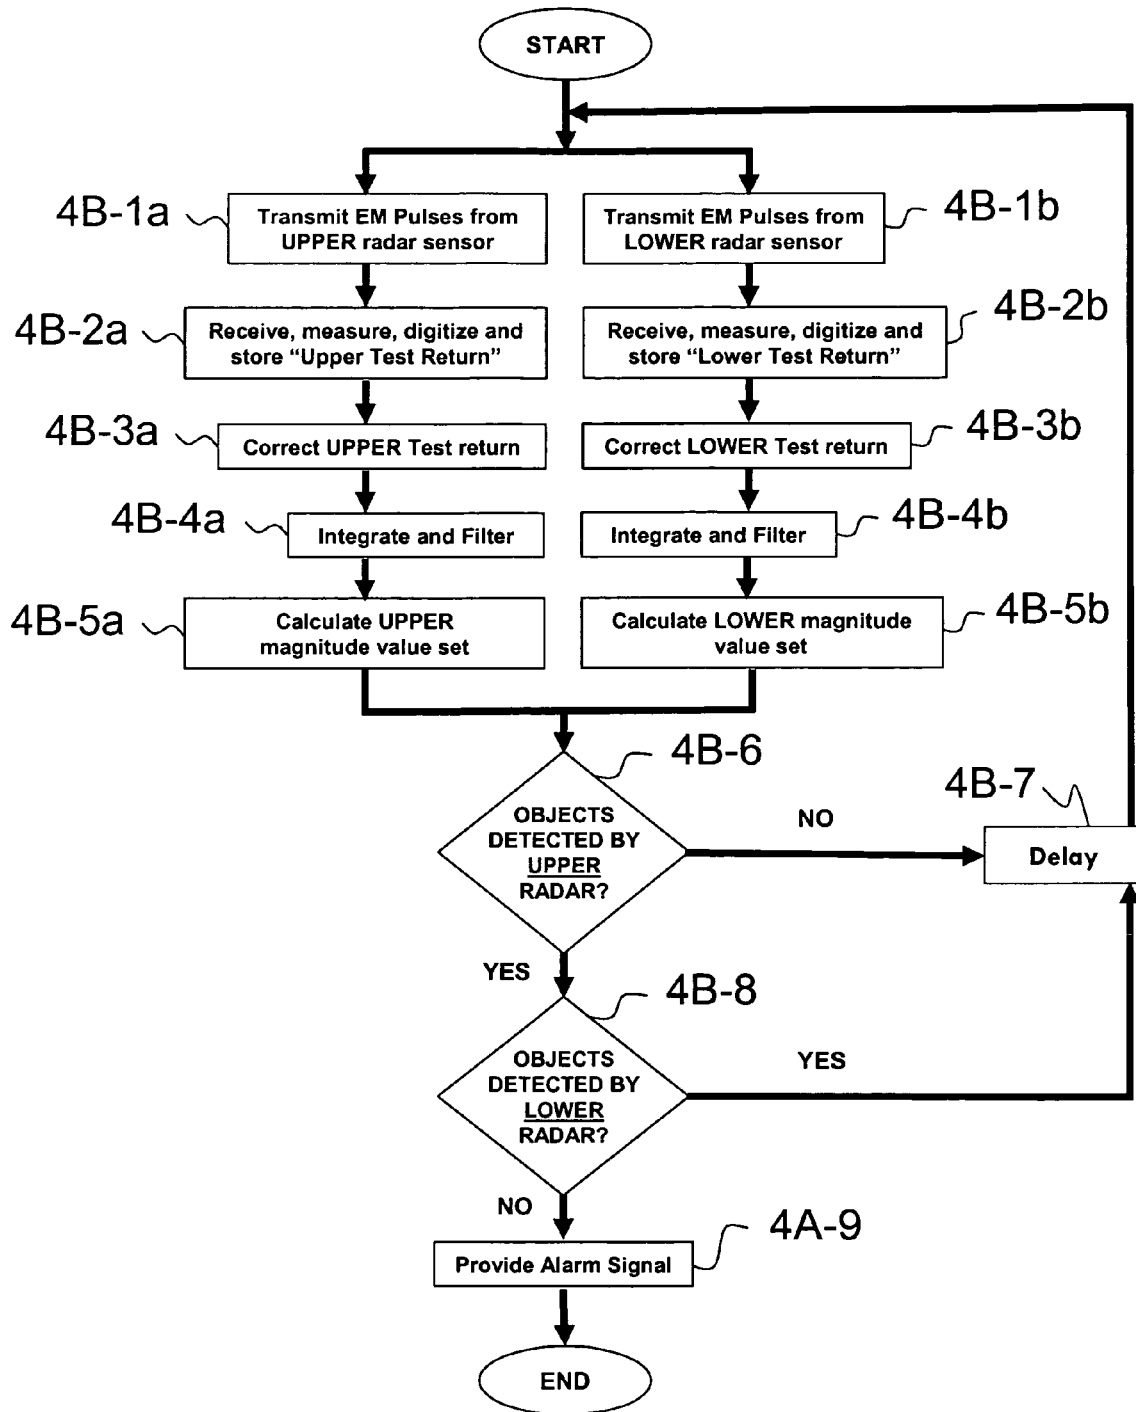 START
4B-1a
Transmit EM Pulses from
UPPER radar sensor
Transmit EM Pulses from
LOWER radar sensor
4B-1b
4B-2a
Receive, measure, digitize and
store “Upper Test Return”
Receive, measure, digitize and
store “Lower Test Return”
4B-2b
4B-3a
Correct UPPER Test return
Correct LOWER Test return
4B-3b
4B-4a
Integrate and Filter
Integrate and Filter
4B-4b
4B-5a
Calculate UPPER
magnitude value set
Calculate LOWER magnitude
value set
4B-5b
4B-6
OBJECTS
DETECTED BY
UPPER
RADAR?
NO
4B-7
Delay
YES
4B-8
OBJECTS
DETECTED BY
LOWER
RADAR?
YES
NO
4A-9
Provide Alarm Signal
END